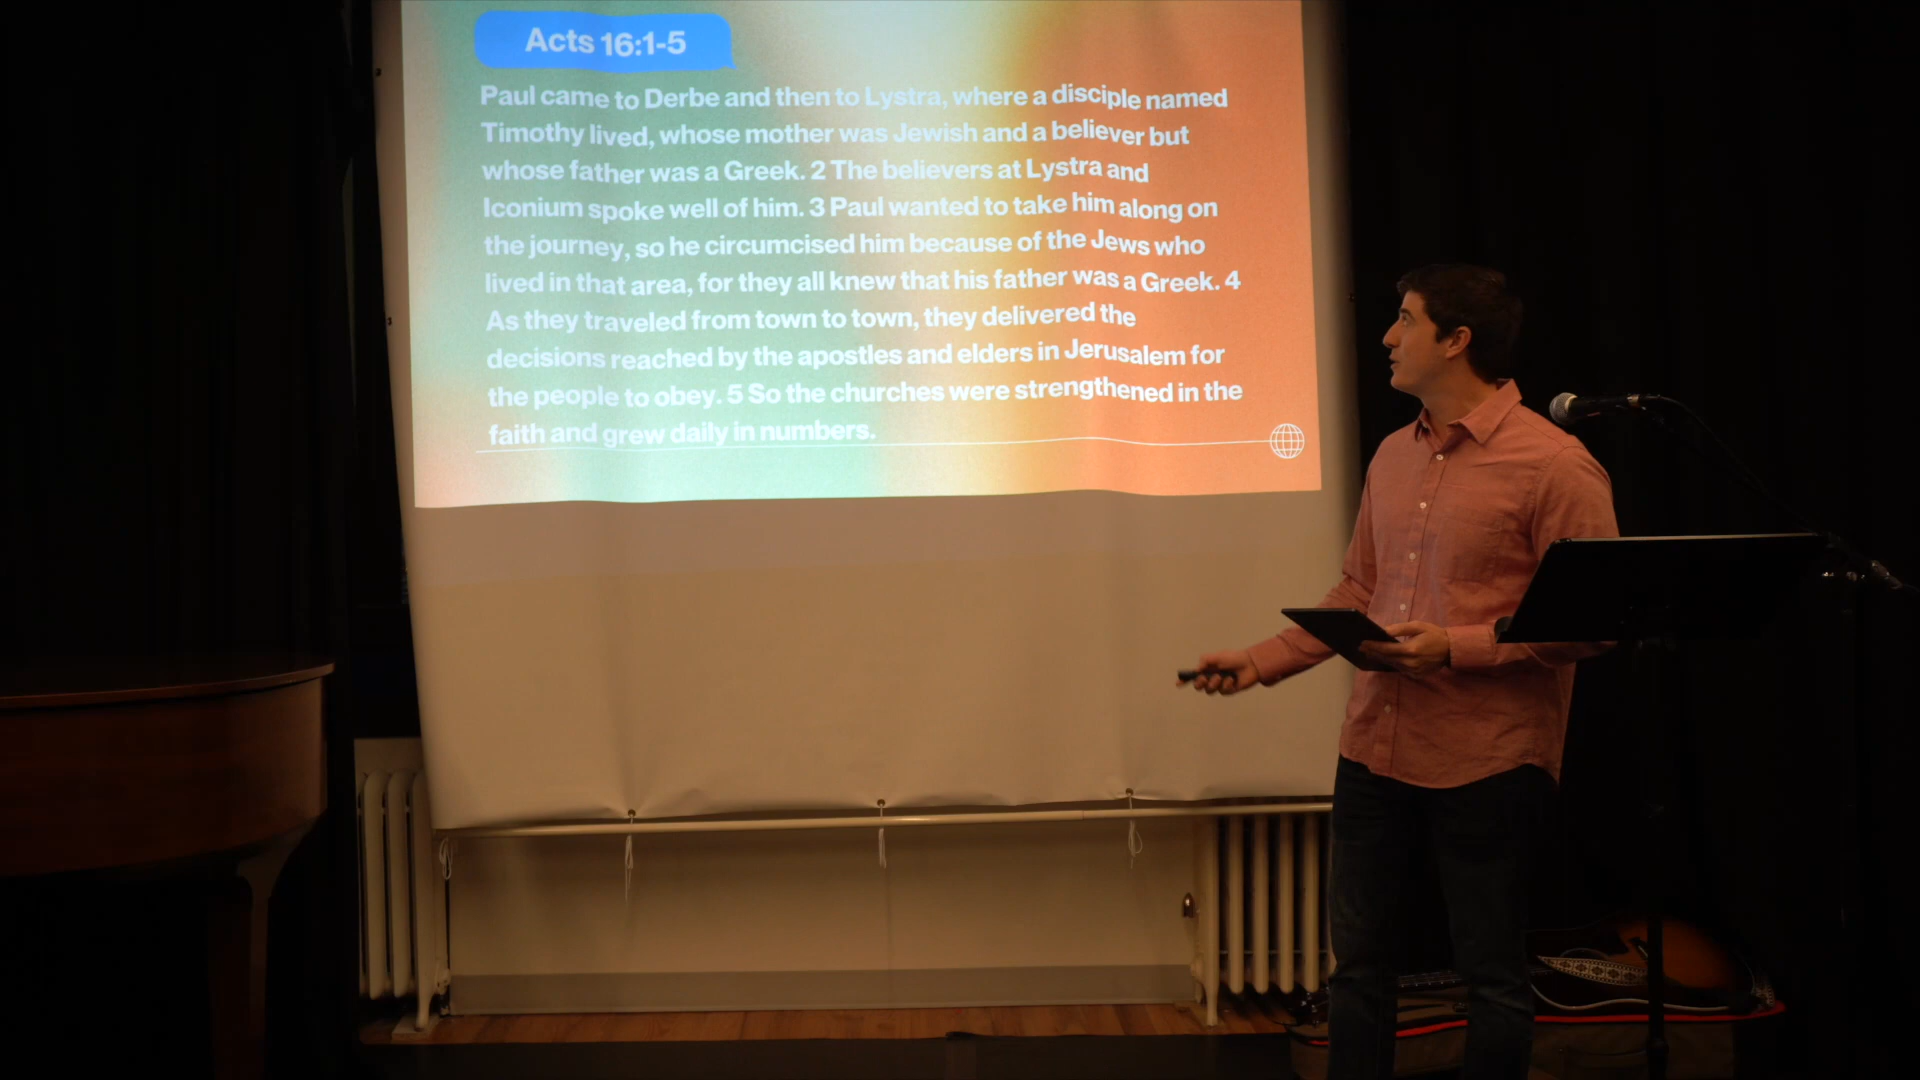 Acts 16:1-5
Paul came to Derbe and then to Lystra, where a disciple named
Timothy lived, whose mother was Jewish and a believer but
whose father was a Greek. 2 The believers at Lystra and
Iconium spoke well of him. 3 Paul wanted to take him along on
the journey, so he circumcised him because of the Jews who
lived in that area, for they all knew that his father was a Greek. 4
As they traveled from town to town, they delivered the
decisions reached by the apostles and elders in Jerusalem for
the people to obey. 5 So the churches were strengthened in the
faith and grew daily in numbers.